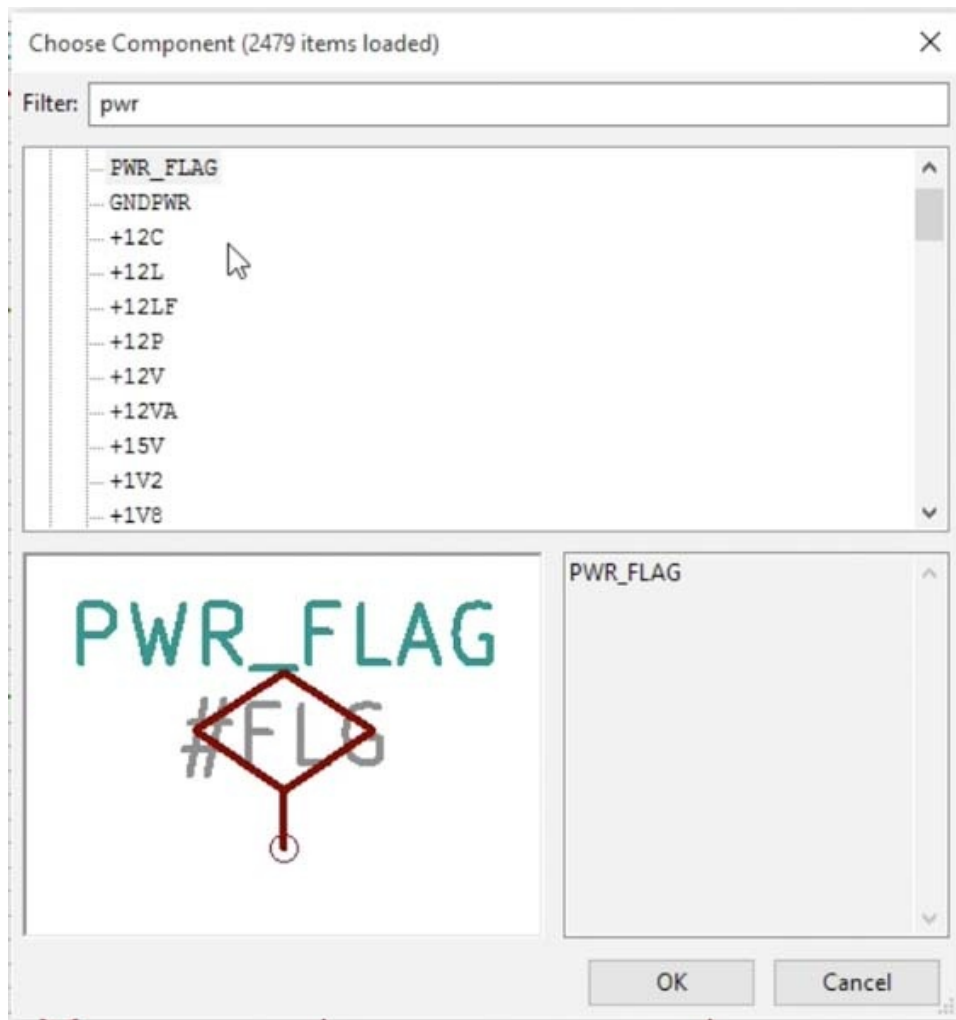 Choose Component (2479 items loaded)
Filter: pwr
PWR_FLAG
GNDPWR
+12C
+12L
+12LF
+12P
+12V
+12VA
+15V
+1V2
+1V8
PWR_FLAG
#FLG
PWR_FLAG
OK Cancel